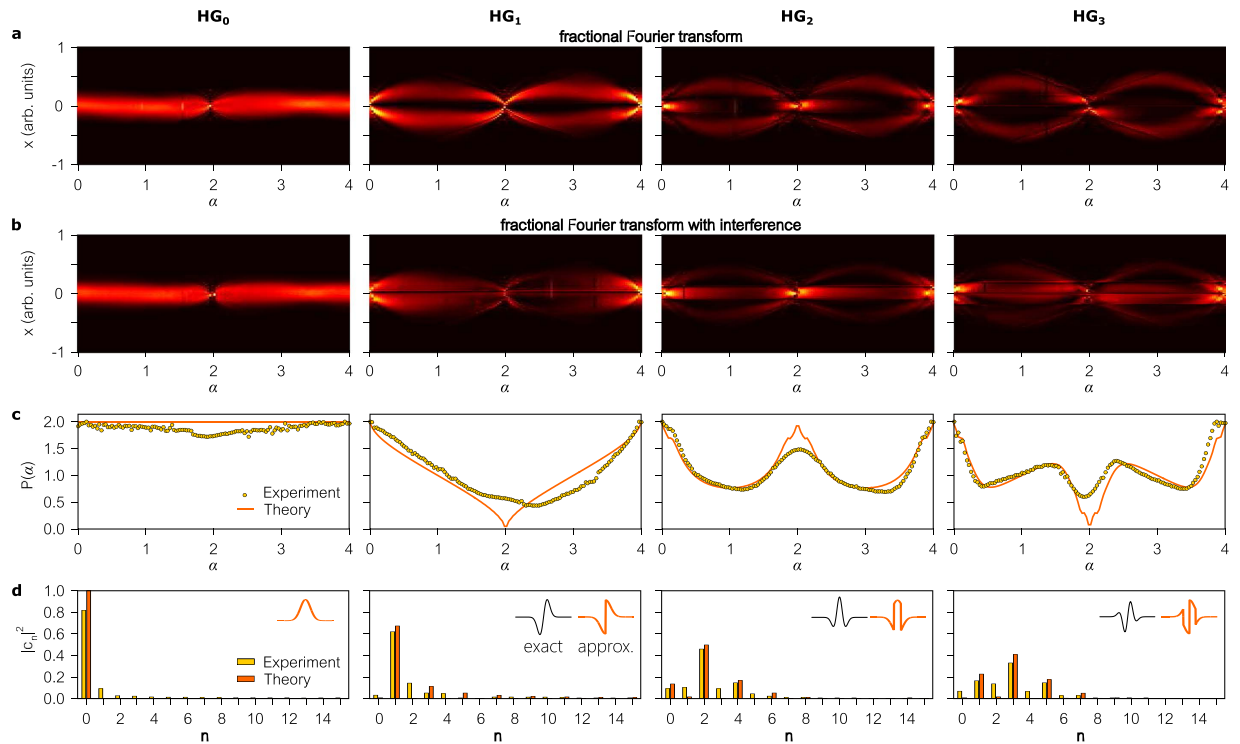 HG0 HG1 HG2 HG3
a fractional Fourier transform
1
0
-1
x (arb. units)
0 1 2 3 4 0 1 2 3 4 0 1 2 3 4 0 1 2 3 4
α α α α
b fractional Fourier transform with interference
1
0
-1
x (arb. units)
0 1 2 3 4 0 1 2 3 4 0 1 2 3 4 0 1 2 3 4
α α α α
c
2.0
1.5
1.0
0.5
0.0
P(α)
Experiment
Theory
0 1 2 3 4 0 1 2 3 4 0 1 2 3 4 0 1 2 3 4
α α α α
d
1.0
0.8
0.6
0.4
0.2
0.0
|cn|2
exact approx.
Experiment
Theory
0 2 4 6 8 10 12 14 0 2 4 6 8 10 12 14 0 2 4 6 8 10 12 14 0 2 4 6 8 10 12 14
n n n n